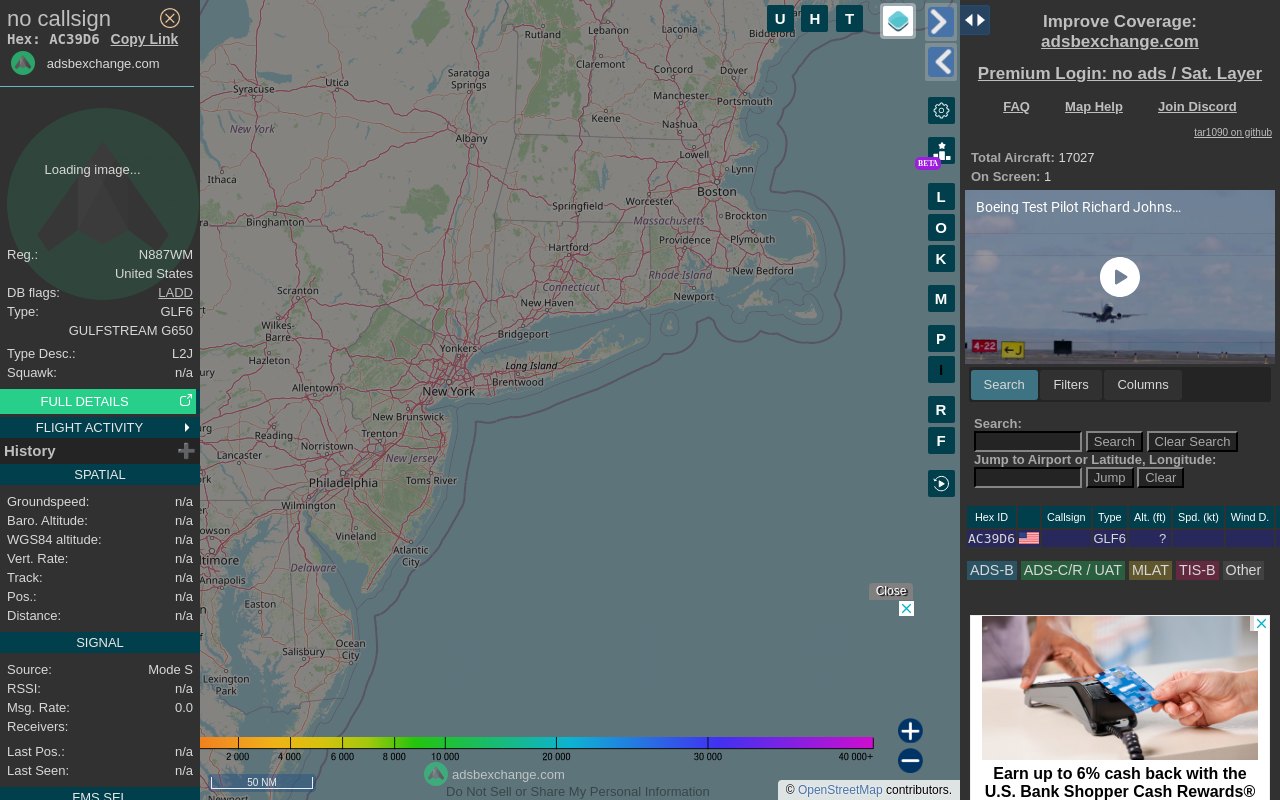 no callsign
Hex: AC39D6 Copy Link
adsbexchange.com
Loading image...
Reg.: N887WM
United States
DB flags: LADD
Type: GLF6
GULFSTREAM G650
Type Desc.: L2J
Squawk: n/a
FULL DETAILS
FLIGHT ACTIVITY
History
SPATIAL
Groundspeed: n/a
Baro. Altitude: n/a
WGS84 altitude: n/a
Vert. Rate: n/a
Track: n/a
Pos.: n/a
Distance: n/a
SIGNAL
Source: Mode S
RSSI: n/a
Msg. Rate: 0.0
Receivers:
Last Pos.: n/a
Last Seen: n/a
FMS SEL
U H T
Rutland
Lebanon
Laconia
Biddeford
Claremont
Concord
Dover
Utica
Saratoga
Springs
Syracuse
Manchester
Portsmouth
Keene
Nashua
New York
Albany
Lowell
Lynn
Ithaca
Boston
Worcester
Springfield
Massachusetts
Brockton
Binghamton
Hartford
Providence
Plymouth
Rhode Island
New Bedford
Connecticut
Newport
Scranton
New Haven
Wilkes-
Barre
Bridgeport
Hazleton
Yonkers
Long Island
Allentown
New York
Brentwood
New Brunswick
Reading
Trenton
Norristown
Lancaster
New Jersey
Philadelphia
Toms River
Wilmington
Vineland
Atlantic
City
Delaware
Annapolis
Easton
Ocean
City
Salisbury
Lexington
Park
BETA
L
O
K
M
P
I
R
F
Close
2 000 4 000 6 000 8 000 10 000 20 000 30 000 40 000+
50 NM
adsbexchange.com
Do Not Sell or Share My Personal Information
© OpenStreetMap contributors.
Improve Coverage:
adsbexchange.com
Premium Login: no ads / Sat. Layer
FAQ Map Help Join Discord
tar1090 on github
Total Aircraft: 17027
On Screen: 1
Boeing Test Pilot Richard Johns...
4-22 ←J
Search Filters Columns
Search:
Search Clear Search
Jump to Airport or Latitude, Longitude:
Jump Clear
Hex ID Callsign Type Alt. (ft) Spd. (kt) Wind D.
AC39D6 GLF6 ?
ADS-B ADS-C/R / UAT MLAT TIS-B Other
Earn up to 6% cash back with the
U.S. Bank Shopper Cash Rewards®